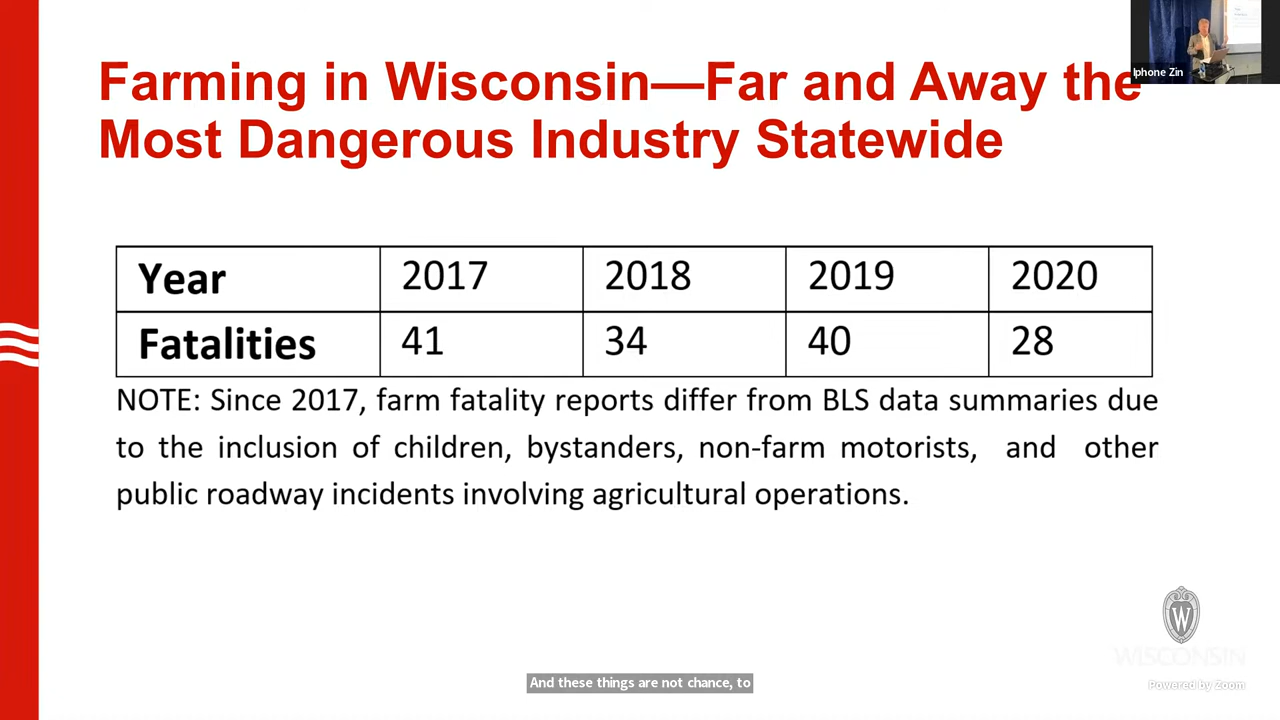 Farming in Wisconsin—Far and Away the
Most Dangerous Industry Statewide
Iphone Zin
Year 2017 2018 2019 2020
Fatalities 41 34 40 28
NOTE: Since 2017, farm fatality reports differ from BLS data summaries due
to the inclusion of children, bystanders, non-farm motorists, and other
public roadway incidents involving agricultural operations.
W
WISCONSIN
Powered by Zoom
And these things are not chance, to